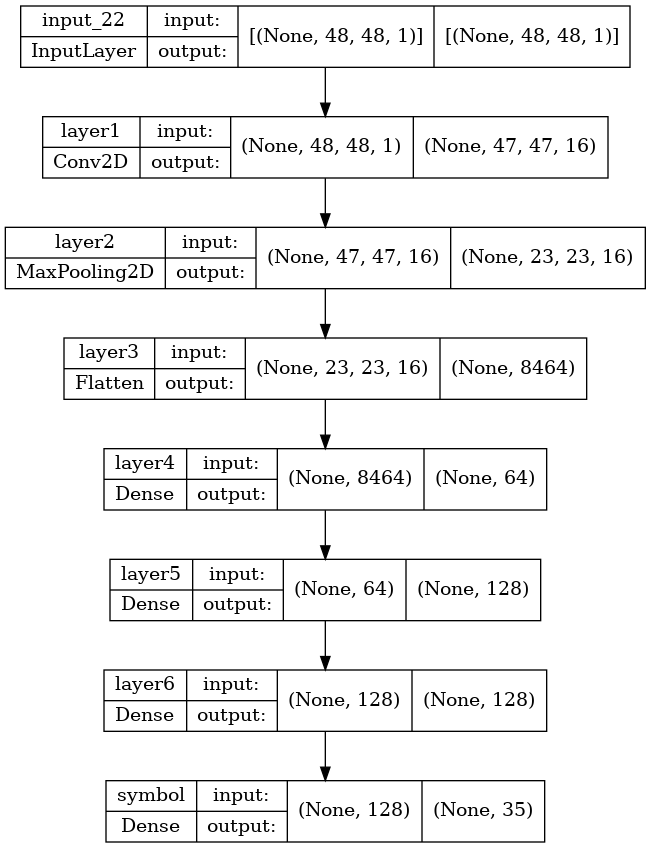 input_22 input: [(None, 48, 48, 1)] [(None, 48, 48, 1)]
InputLayer output:
layer1 input: (None, 48, 48, 1) (None, 47, 47, 16)
Conv2D output:
layer2 input: (None, 47, 47, 16) (None, 23, 23, 16)
MaxPooling2D output:
layer3 input: (None, 23, 23, 16) (None, 8464)
Flatten output:
layer4 input: (None, 8464) (None, 64)
Dense output:
layer5 input: (None, 64) (None, 128)
Dense output:
layer6 input: (None, 128) (None, 128)
Dense output:
symbol input: (None, 128) (None, 35)
Dense output: